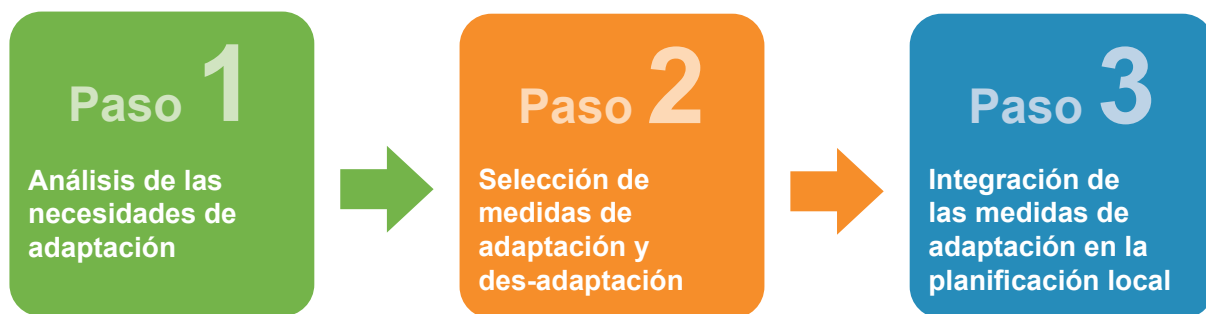 Paso 1
Análisis de las
necesidades de
adaptación
Paso 2
Selección de
medidas de
adaptación y
des-adaptación
Paso 3
Integración de
las medidas de
adaptación en la
planificación local